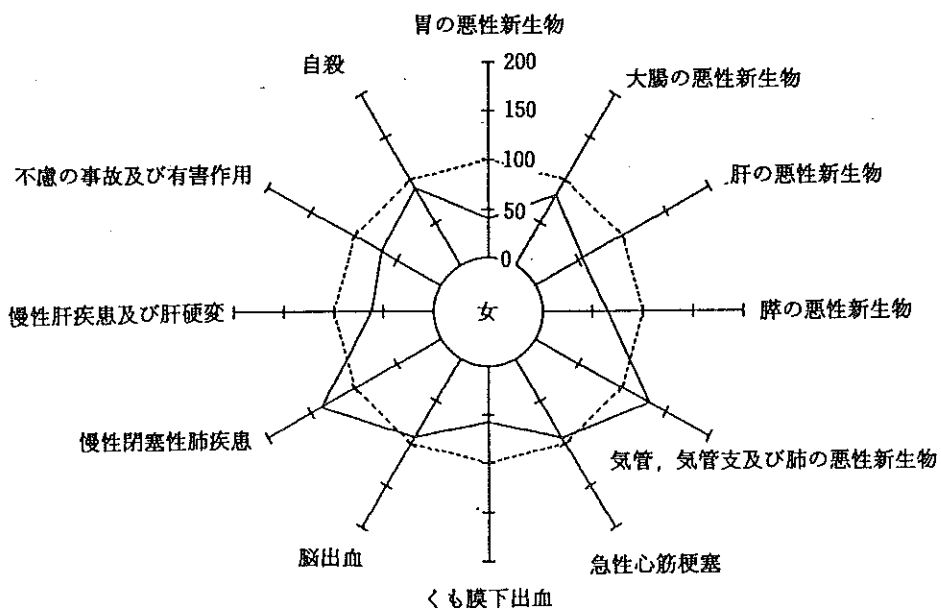 胃の悪性新生物
自殺
200
大腸の悪性新生物
150
不慮の事故及び有害作用
100
肝の悪性新生物
50
0
慢性肝疾患及び肝硬変
女
膵の悪性新生物
慢性閉塞性肺疾患
気管，気管支及び肺の悪性新生物
脳出血
急性心筋梗塞
くも膜下出血